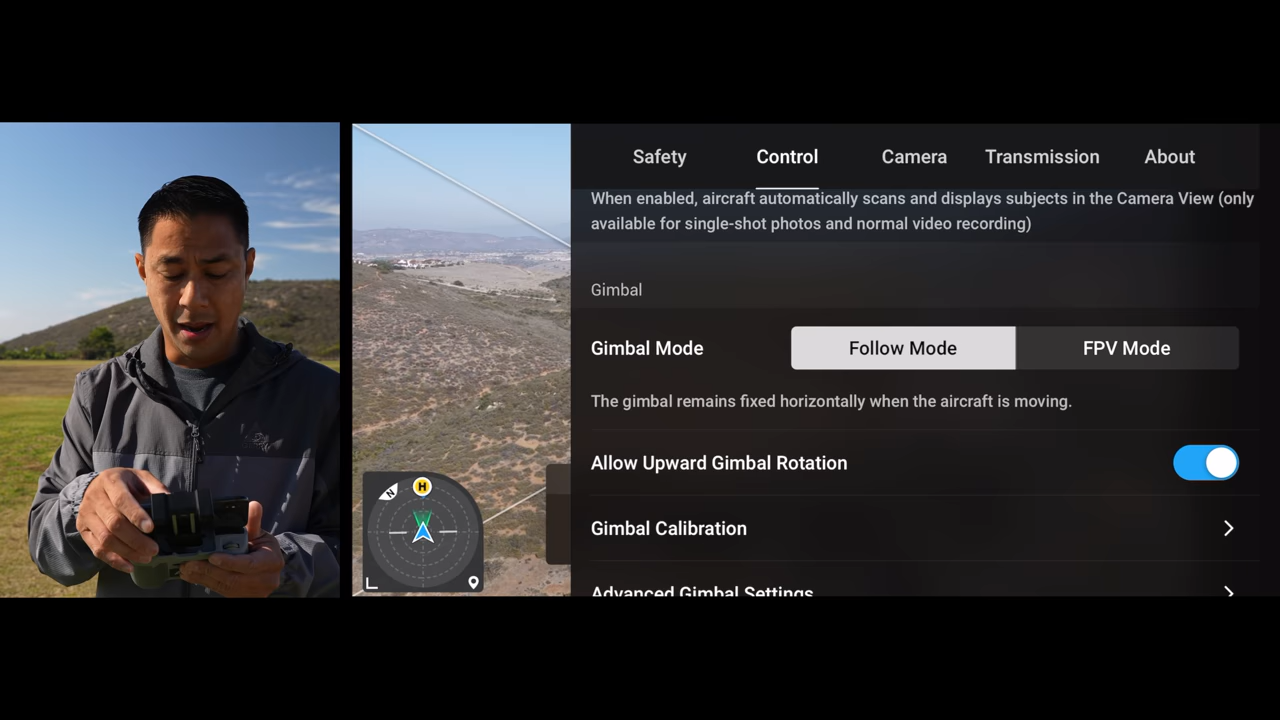 Safety
Control
Camera
Transmission
About
When enabled, aircraft automatically scans and displays subjects in the Camera View (only
available for single-shot photos and normal video recording)
Gimbal
Gimbal Mode
Follow Mode
FPV Mode
The gimbal remains fixed horizontally when the aircraft is moving.
Allow Upward Gimbal Rotation
Gimbal Calibration
Advanced Gimbal Settings
N
H